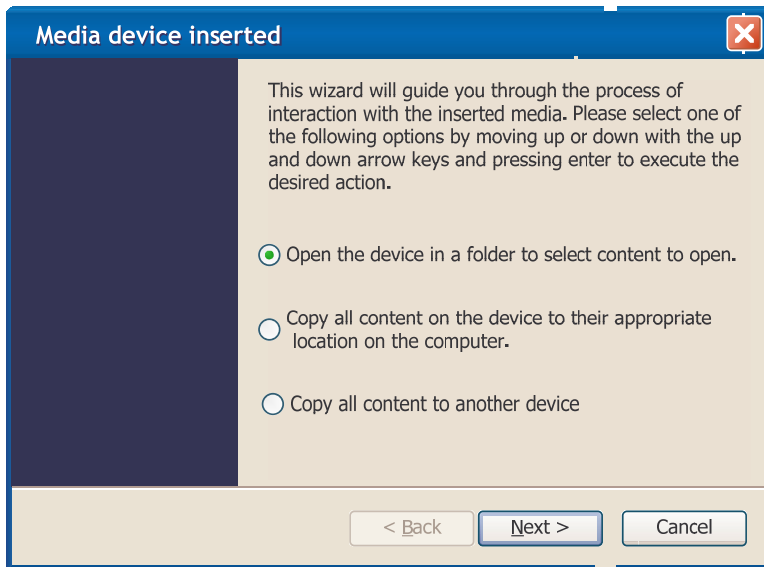 Media device inserted
This wizard will guide you through the process of
interaction with the inserted media. Please select one of
the following options by moving up or down with the up
and down arrow keys and pressing enter to execute the
desired action.
Open the device in a folder to select content to open.
Copy all content on the device to their appropriate
location on the computer.
Copy all content to another device
< Back Next > Cancel